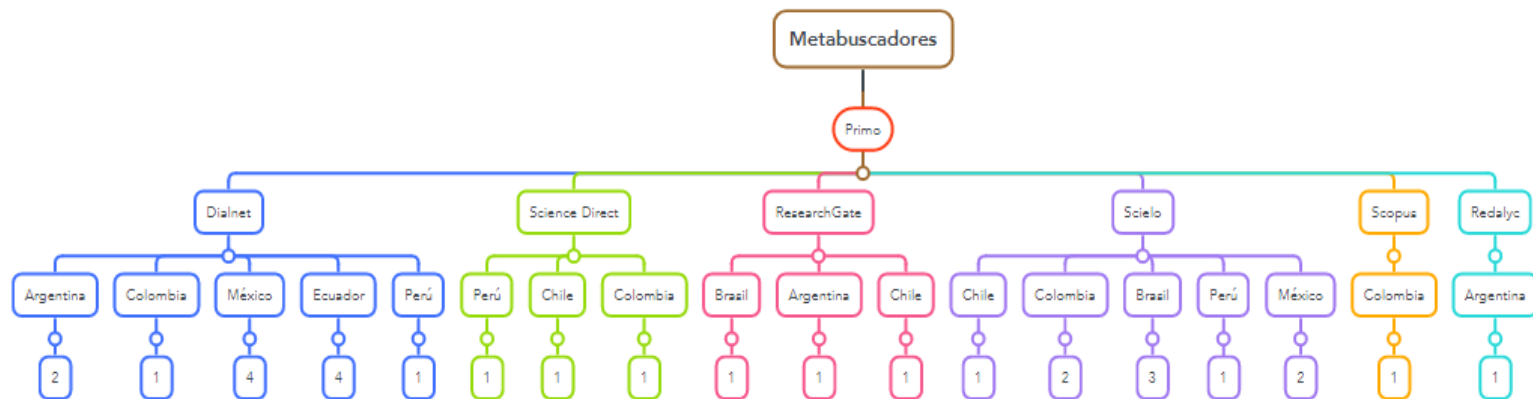 Metabuscadores
Primo
Dialnet Science Direct ResearchGate Scielo Scopus Redalyc
Argentina Colombia México Ecuador Perú Perú Chile Colombia Brasil Argentina Chile Chile Colombia Brasil Perú México Colombia Argentina
2 1 4 4 1 1 1 1 1 1 1 1 2 3 1 2 1 1